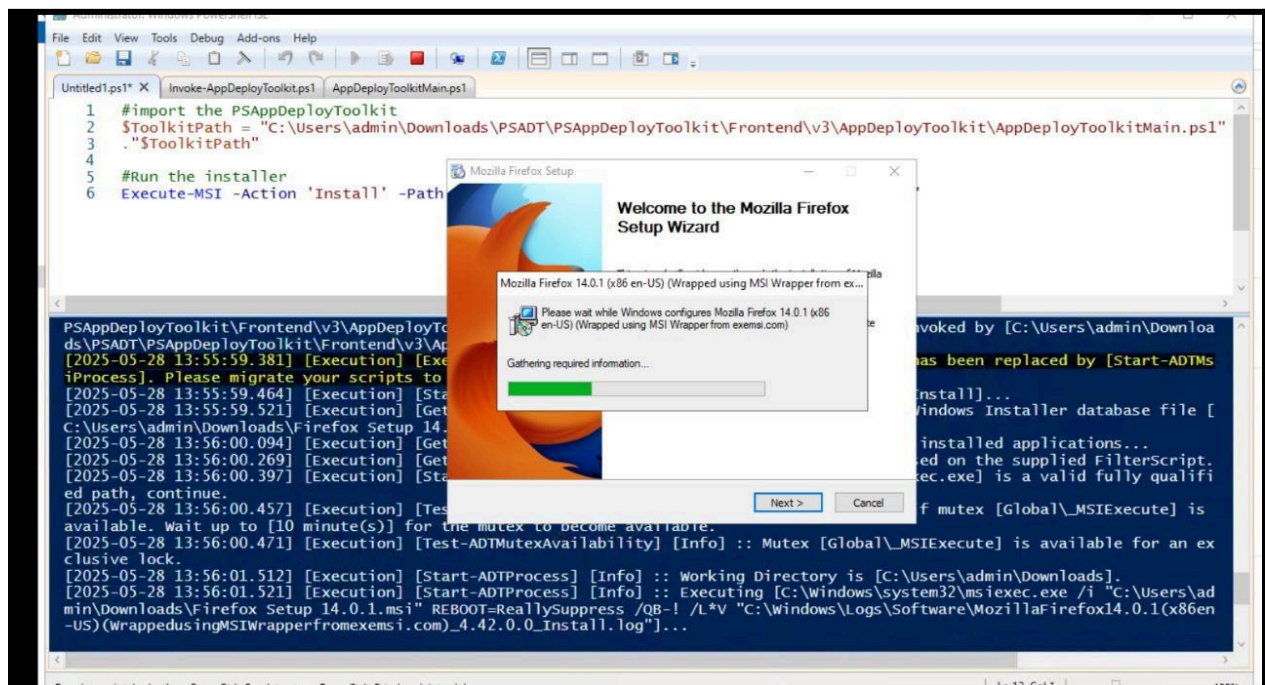 Administrator: Windows PowerShell ISE
File Edit View Tools Debug Add-ons Help
Untitled1.ps1* X Invoke-AppDeployToolkit.ps1 AppDeployToolkitMain.ps1
1 #import the PSAppDeployToolkit
2 $ToolkitPath = "C:\Users\admin\Downloads\PSADT\PSAppDeployToolkit\Frontend\v3\AppDeployToolkit\AppDeployToolkitMain.ps1"
3 ."$ToolkitPath"
4
5 #Run the installer
6 Execute-MSI -Action 'Install' -Path
Mozilla Firefox Setup
Welcome to the Mozilla Firefox
Setup Wizard
Mozilla Firefox 14.0.1 (x86 en-US) (Wrapped using MSI Wrapper from ex...
Please wait while Windows configures Mozilla Firefox 14.0.1 (x86
en-US) (Wrapped using MSI Wrapper from exemsi.com)
Gathering required information...
Next >
Cancel
PSAppDeployToolkit\Frontend\v3\AppDeployTo nvoked by [C:\Users\admin\Downloa
ds\PSADT\PSAppDeployToolkit\Frontend\v3\Ap
[2025-05-28 13:55:59.381] [Execution] [Exe as been replaced by [Start-ADTMs
iProcess]. Please migrate your scripts to
[2025-05-28 13:55:59.464] [Execution] [Sta nstall]...
[2025-05-28 13:55:59.521] [Execution] [Get indows Installer database file [
C:\Users\admin\Downloads\Firefox Setup 14.
[2025-05-28 13:56:00.094] [Execution] [Get installed applications...
[2025-05-28 13:56:00.269] [Execution] [Get ed on the supplied FilterScript.
[2025-05-28 13:56:00.397] [Execution] [Sta ec.exe] is a valid fully qualifi
ed path, continue.
[2025-05-28 13:56:00.457] [Execution] [Tes f mutex [Global\_MSIExecute] is
available. Wait up to [10 minute(s)] for the mutex to become available.
[2025-05-28 13:56:00.471] [Execution] [Test-ADTMutexAvailability] [Info] :: Mutex [Global\_MSIExecute] is available for an ex
clusive lock.
[2025-05-28 13:56:01.512] [Execution] [Start-ADTProcess] [Info] :: Working Directory is [C:\Users\admin\Downloads].
[2025-05-28 13:56:01.521] [Execution] [Start-ADTProcess] [Info] :: Executing [C:\Windows\system32\msiexec.exe /i "C:\Users\ad
min\Downloads\Firefox Setup 14.0.1.msi" REBOOT=ReallySuppress /QB-! /L*V "C:\Windows\Logs\Software\MozillaFirefox14.0.1(x86en
-US)(WrappedusingMSIWrapperfromexemsi.com)_4.42.0.0_Install.log"]...